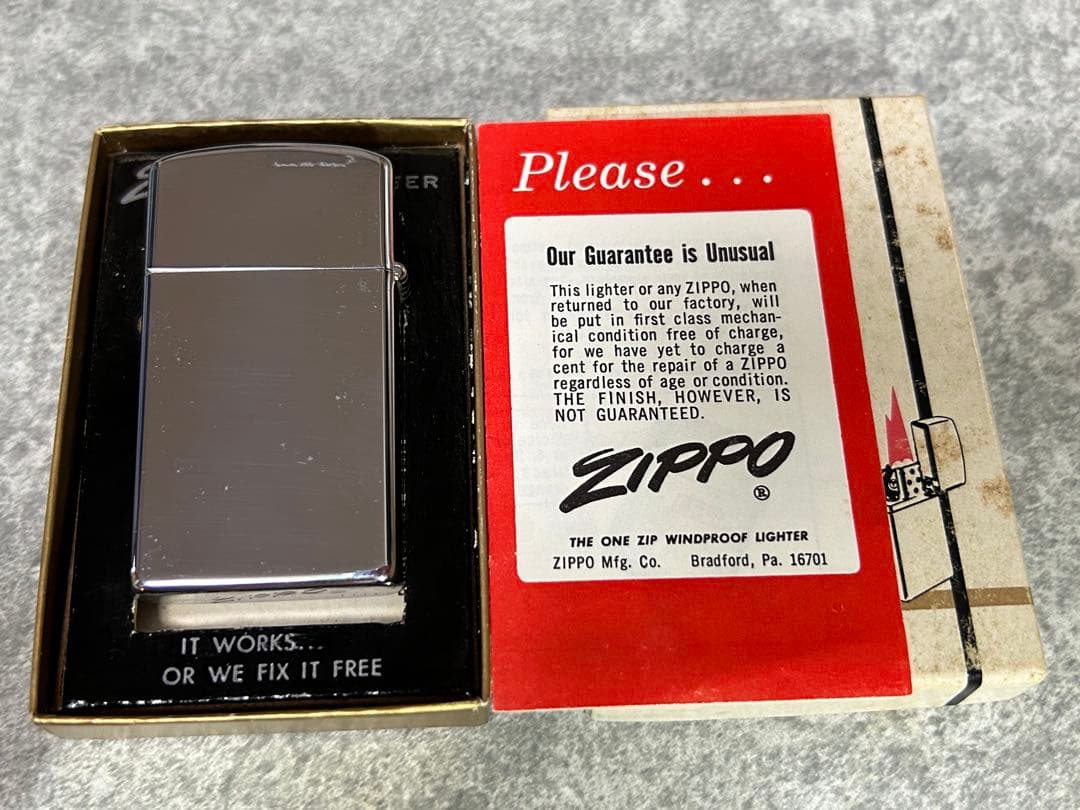 IT WORKS...
OR WE FIX IT FREE
Please...
Our Guarantee is Unusual
This lighter or any ZIPPO, when
returned to our factory, will
be put in first class mechan-
ical condition free of charge,
for we have yet to charge a
cent for the repair of a ZIPPO
regardless of age or condition.
THE FINISH, HOWEVER, IS
NOT GUARANTEED.
ZIPPO
®
THE ONE ZIP WINDPROOF LIGHTER
ZIPPO Mfg. Co. Bradford, Pa. 16701